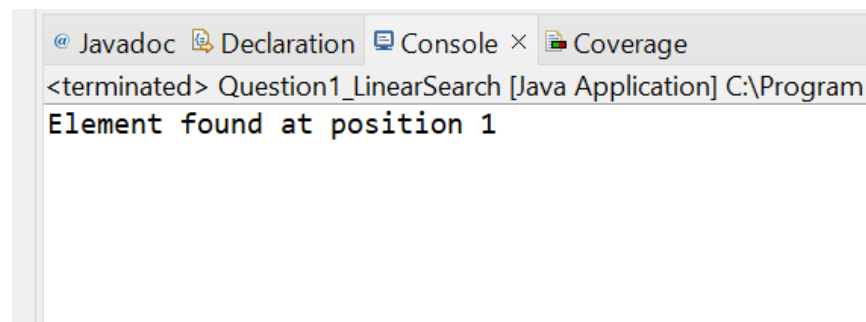 @ Javadoc Declaration Console × Coverage
<terminated> Question1_LinearSearch [Java Application] C:\Program
Element found at position 1